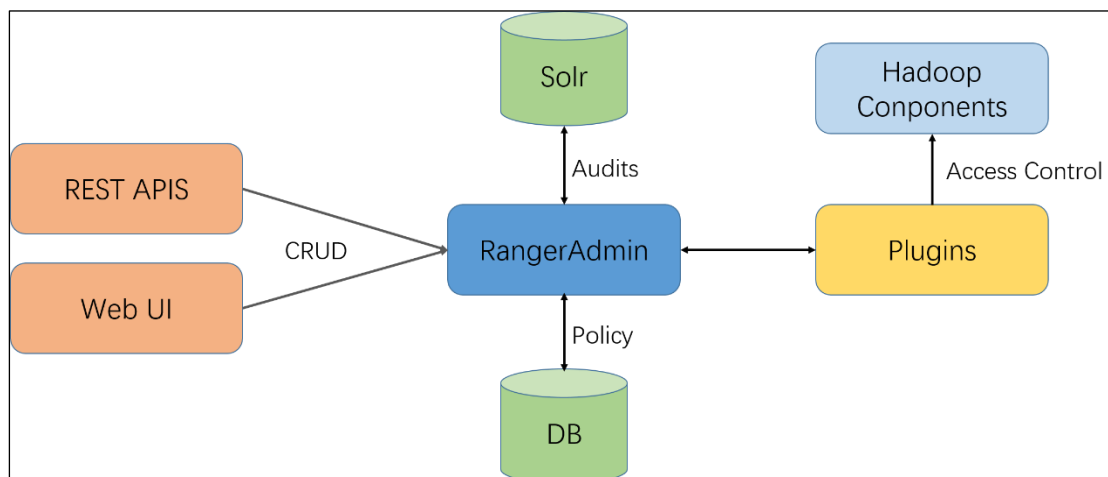 Solr
Hadoop
Conponents
Audits
Access Control
REST APIS
CRUD
RangerAdmin
Plugins
Web UI
Policy
DB